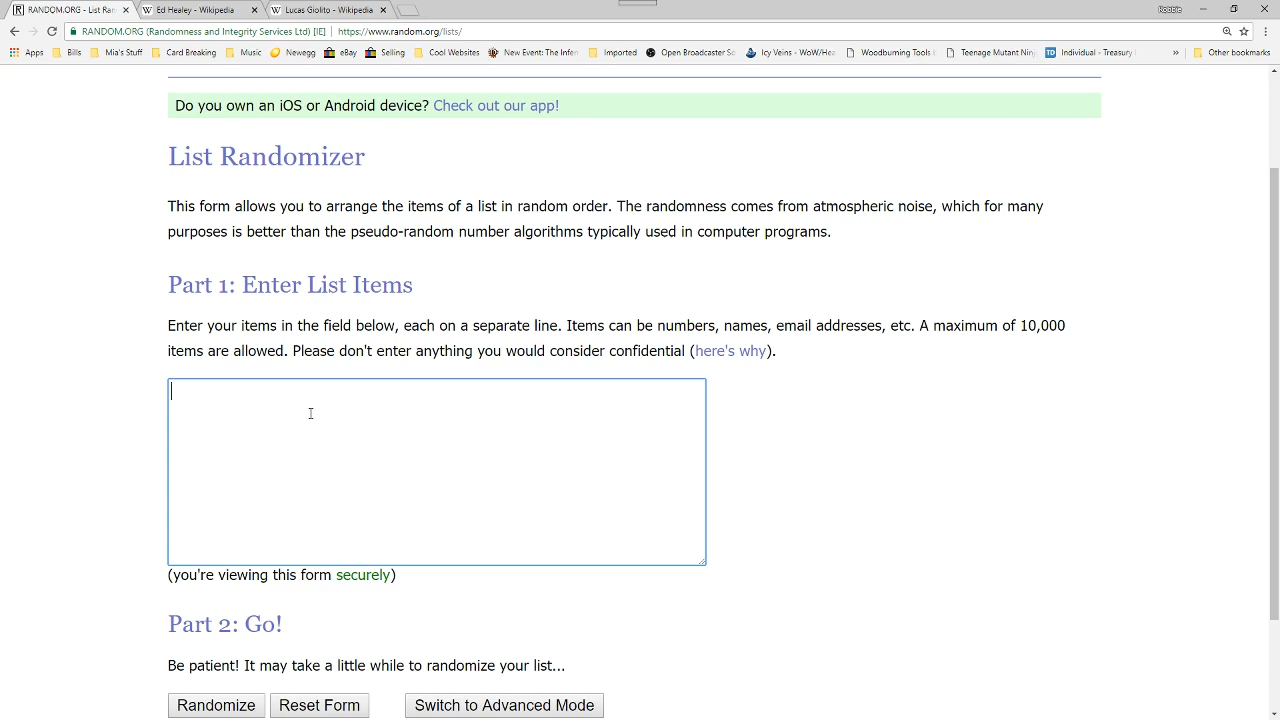 RANDOM.ORG - List Ran
Ed Healey - Wikipedia
Lucas Giolito - Wikipedia
Robbie
RANDOM.ORG (Randomness and Integrity Services Ltd) [IE] https://www.random.org/lists/
Apps Bills Mia's Stuff Card Breaking Music Newegg eBay Selling Cool Websites New Event: The Infern Imported Open Broadcaster So Icy Veins - WoW/Hea Woodburning Tools Teenage Mutant Nin Individual - Treasury » Other bookmarks
Do you own an iOS or Android device? Check out our app!
List Randomizer
This form allows you to arrange the items of a list in random order. The randomness comes from atmospheric noise, which for many
purposes is better than the pseudo-random number algorithms typically used in computer programs.
Part 1: Enter List Items
Enter your items in the field below, each on a separate line. Items can be numbers, names, email addresses, etc. A maximum of 10,000
items are allowed. Please don't enter anything you would consider confidential (here's why).
(you're viewing this form securely)
Part 2: Go!
Be patient! It may take a little while to randomize your list...
Randomize Reset Form Switch to Advanced Mode